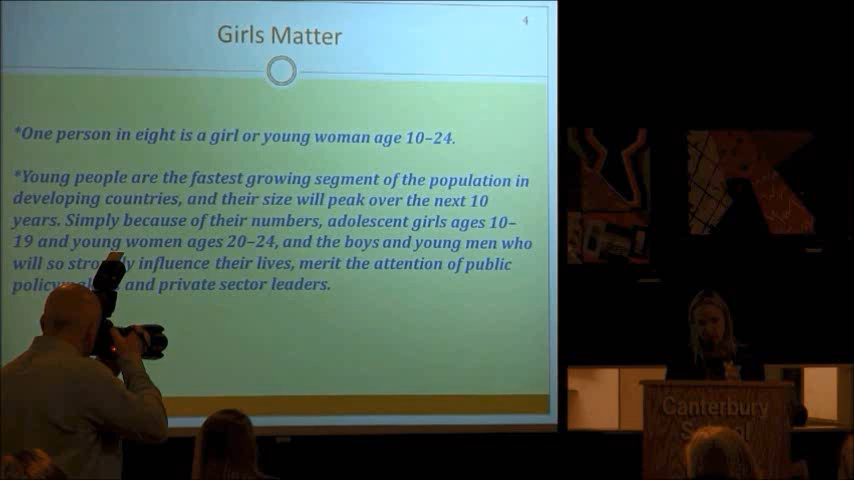 4
Girls Matter
*One person in eight is a girl or young woman age 10–24.
*Young people are the fastest growing segment of the population in
developing countries, and their size will peak over the next 10
years. Simply because of their numbers, adolescent girls ages 10–
19 and young women ages 20–24, and the boys and young men who
will so influence their lives, merit the attention of public
and private sector leaders.
Canterbury
School